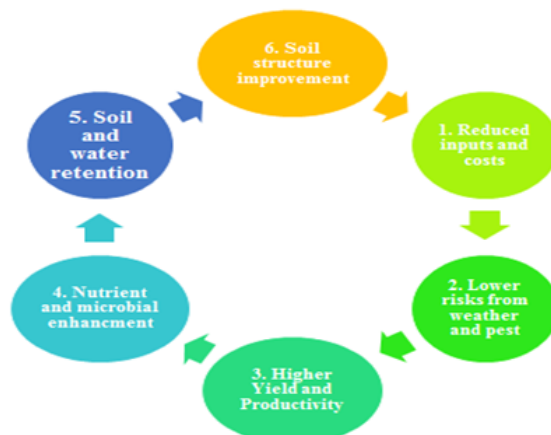 6. Soil
structure
improvement
1. Reduced
inputs and
costs
2. Lower
risks from
weather
and pest
3. Higher
Yield and
Productivity
4. Nutrient
and microbial
enhancment
5. Soil
and
water
retention